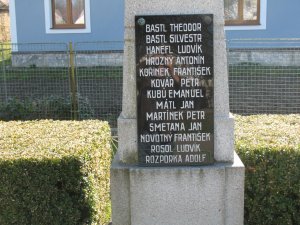 BASTL THEODOR
BASTL SILVESTR
HANEFL LUDVÍK
HROZNÝ ANTONÍN
KOŘÍNEK FRANTIŠEK
KOVÁŘ PETR
KUBŮ EMANUEL
MÁTL JAN
MARTÍNEK PETR
SMETANA JAN
NOVOTNÝ FRANTIŠEK
ROSOL LUDVÍK
ROZPORKA ADOLF